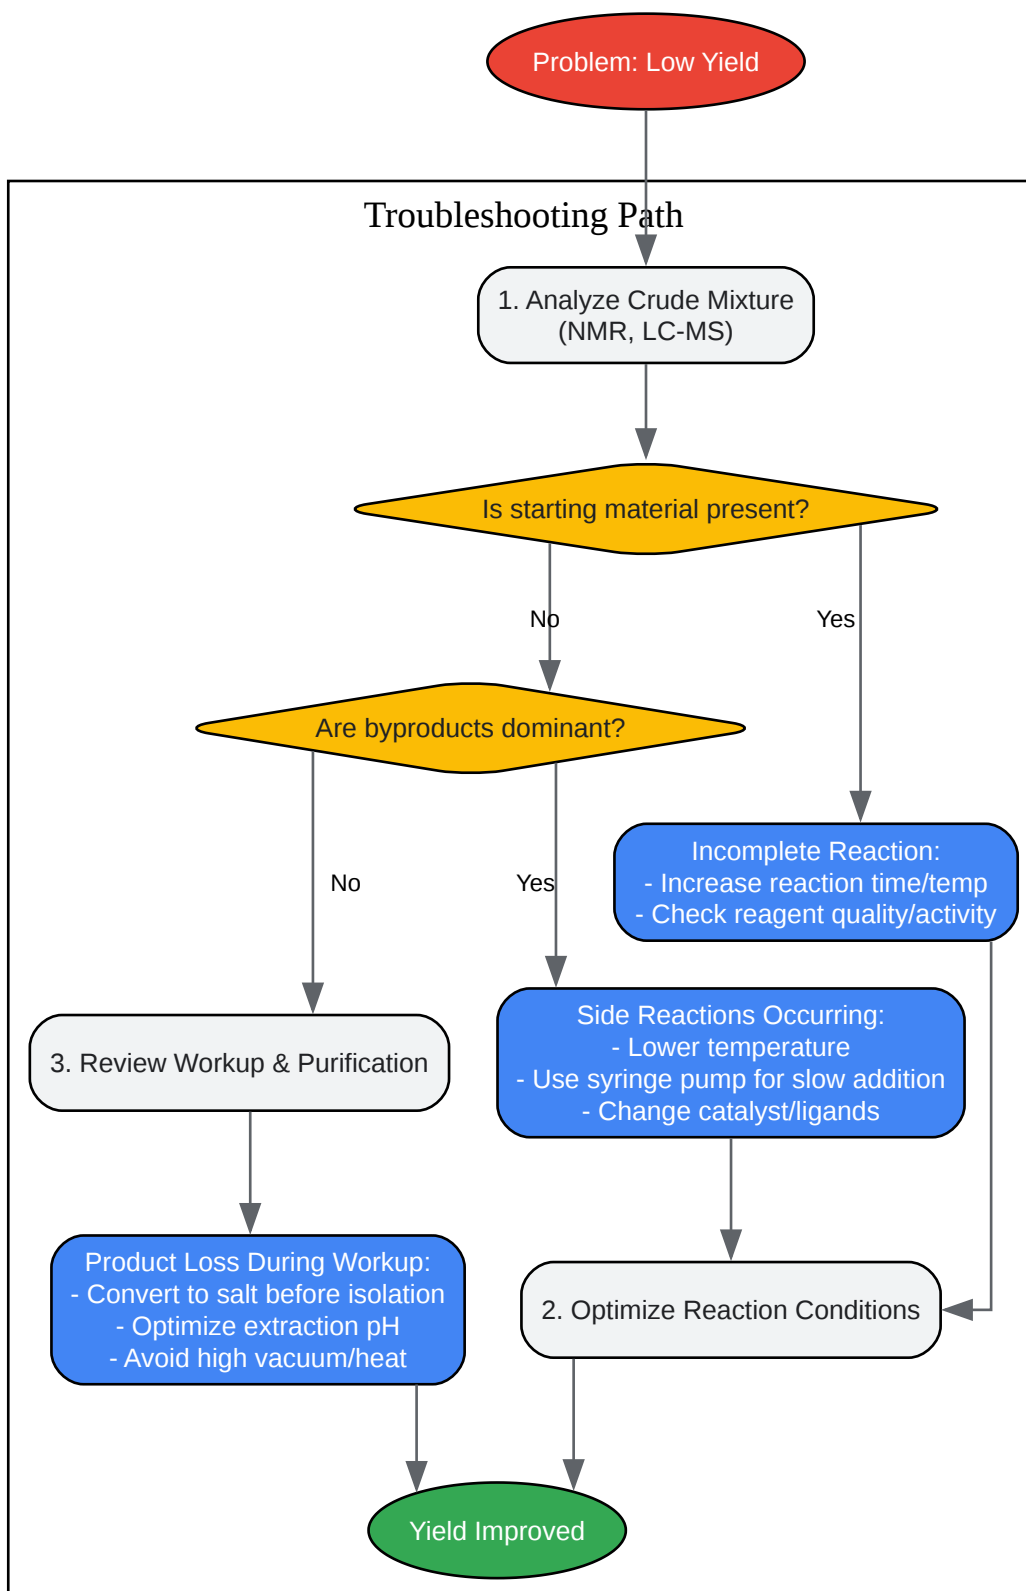 Problem: Low Yield
Troubleshooting Path
1. Analyze Crude Mixture
(NMR, LC-MS)
Is starting material present?
No
Yes
Are byproducts dominant?
No
Yes
Incomplete Reaction:
- Increase reaction time/temp
- Check reagent quality/activity
Side Reactions Occurring:
- Lower temperature
- Use syringe pump for slow addition
- Change catalyst/ligands
3. Review Workup & Purification
Product Loss During Workup:
- Convert to salt before isolation
- Optimize extraction pH
- Avoid high vacuum/heat
2. Optimize Reaction Conditions
Yield Improved